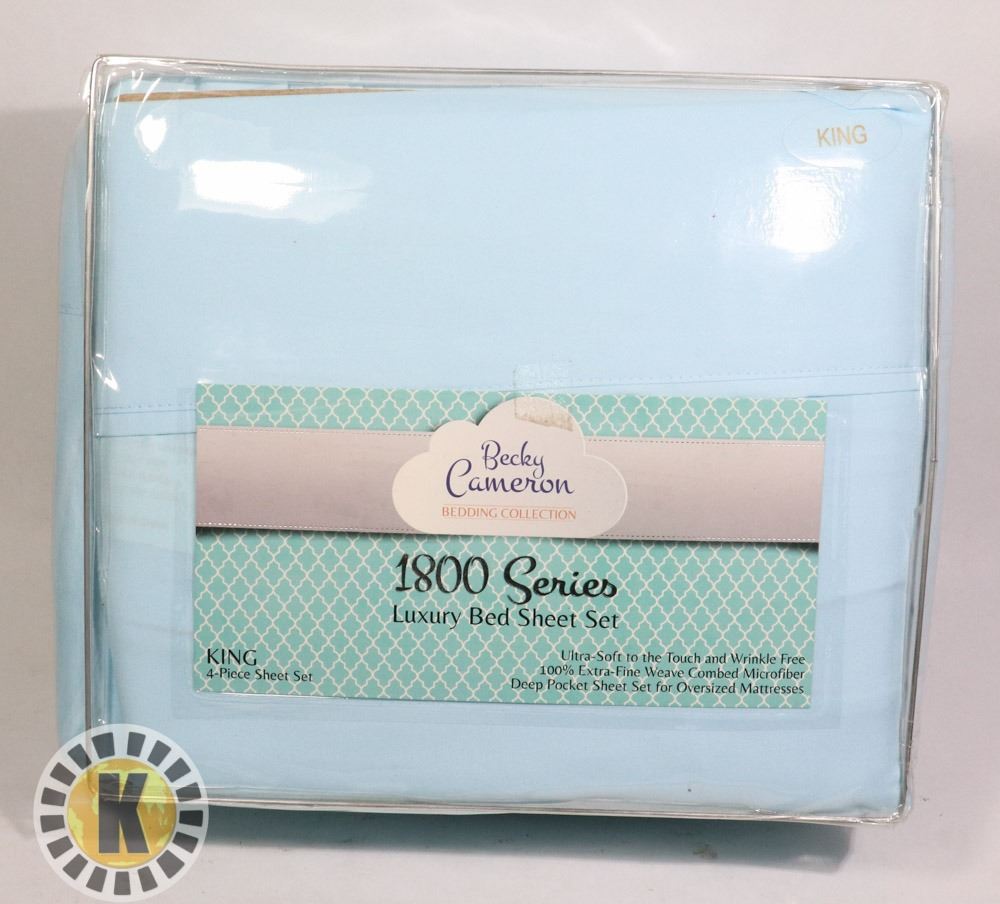 KING
Becky
Cameron
BEDDING COLLECTION
1800 Series
Luxury Bed Sheet Set
KING
4-Piece Sheet Set
Ultra-Soft to the Touch and Wrinkle Free
100% Extra-Fine Weave Combed Microfiber
Deep Pocket Sheet Set for Oversized Mattresses
K